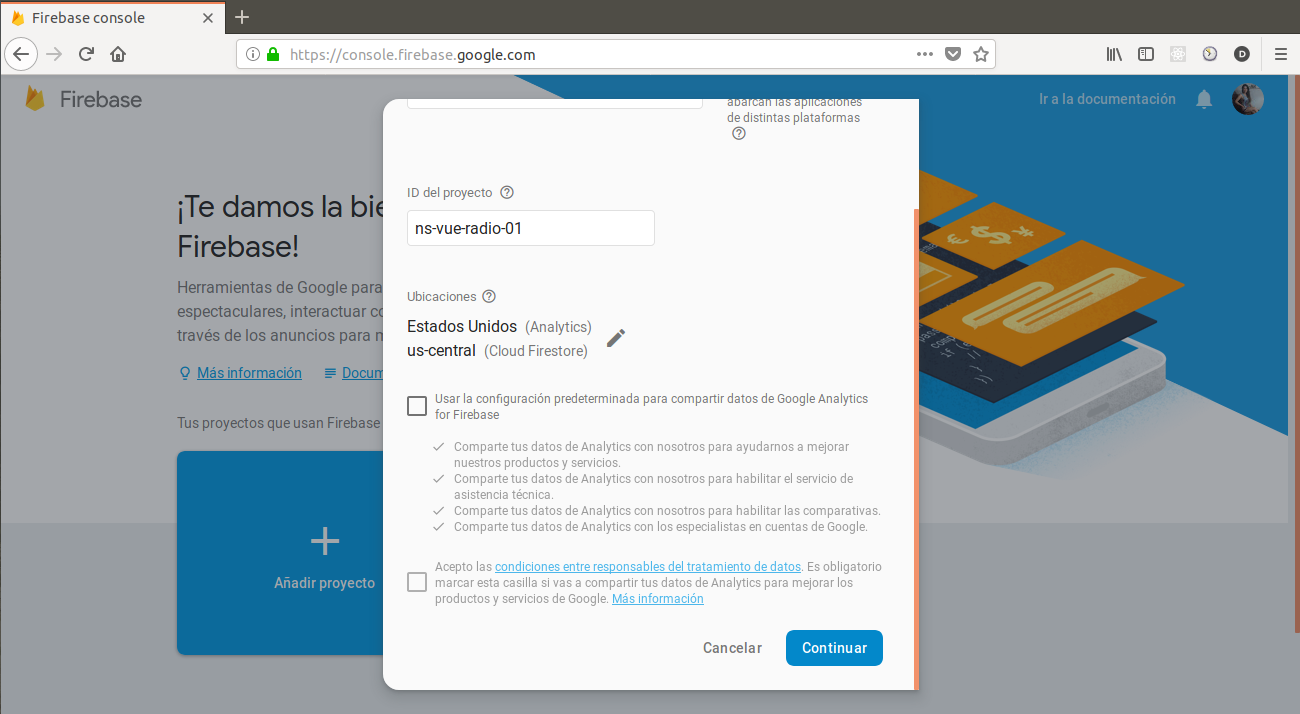 Firebase console
https://console.firebase.google.com
D
Firebase
Ir a la documentación
¡Te damos la bie
Firebase!
Herramientas de Google para
espectaculares, interactuar co
través de los anuncios para m
Más información
Docum
Tus proyectos que usan Firebase
Añadir proyecto
abarcan las aplicaciones
de distintas plataformas
ID del proyecto
ns-vue-radio-01
Ubicaciones
Estados Unidos (Analytics)
us-central (Cloud Firestore)
Usar la configuración predeterminada para compartir datos de Google Analytics
for Firebase
Comparte tus datos de Analytics con nosotros para ayudarnos a mejorar
nuestros productos y servicios.
Comparte tus datos de Analytics con nosotros para habilitar el servicio de
asistencia técnica.
Comparte tus datos de Analytics con nosotros para habilitar las comparativas.
Comparte tus datos de Analytics con los especialistas en cuentas de Google.
Acepto las condiciones entre responsables del tratamiento de datos. Es obligatorio
marcar esta casilla si vas a compartir tus datos de Analytics para mejorar los
productos y servicios de Google. Más información
Cancelar
Continuar